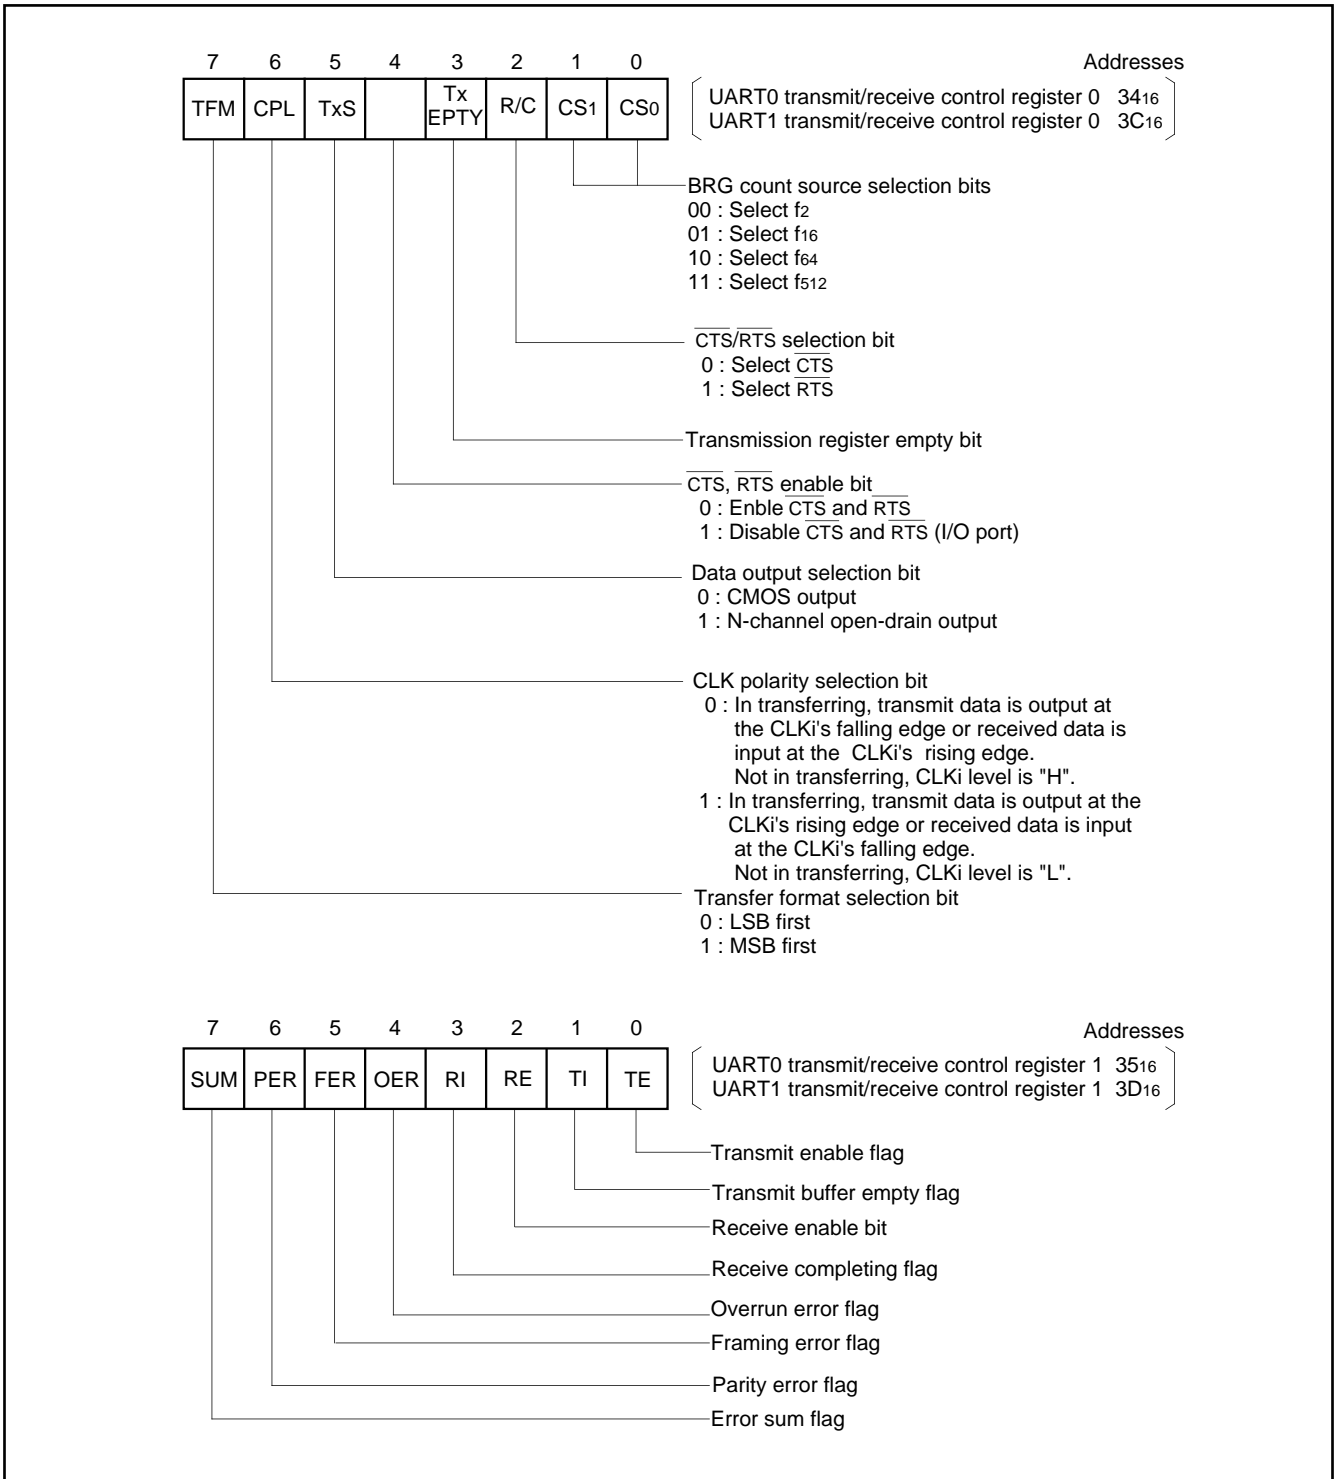 7 6 5 4 3 2 1 0 Addresses
TFM CPL TxS Tx EPTY R/C CS1 CS0
UART0 transmit/receive control register 0 3416
UART1 transmit/receive control register 0 3C16
BRG count source selection bits
00 : Select f2
01 : Select f16
10 : Select f64
11 : Select f512
CTS/RTS selection bit
0 : Select CTS
1 : Select RTS
Transmission register empty bit
CTS, RTS enable bit
0 : Enble CTS and RTS
1 : Disable CTS and RTS (I/O port)
Data output selection bit
0 : CMOS output
1 : N-channel open-drain output
CLK polarity selection bit
0 : In transferring, transmit data is output at
the CLKi's falling edge or received data is
input at the CLKi's rising edge.
Not in transferring, CLKi level is "H".
1 : In transferring, transmit data is output at the
CLKi's rising edge or received data is input
at the CLKi's falling edge.
Not in transferring, CLKi level is "L".
Transfer format selection bit
0 : LSB first
1 : MSB first
7 6 5 4 3 2 1 0 Addresses
SUM PER FER OER RI RE TI TE
UART0 transmit/receive control register 1 3516
UART1 transmit/receive control register 1 3D16
Transmit enable flag
Transmit buffer empty flag
Receive enable bit
Receive completing flag
Overrun error flag
Framing error flag
Parity error flag
Error sum flag